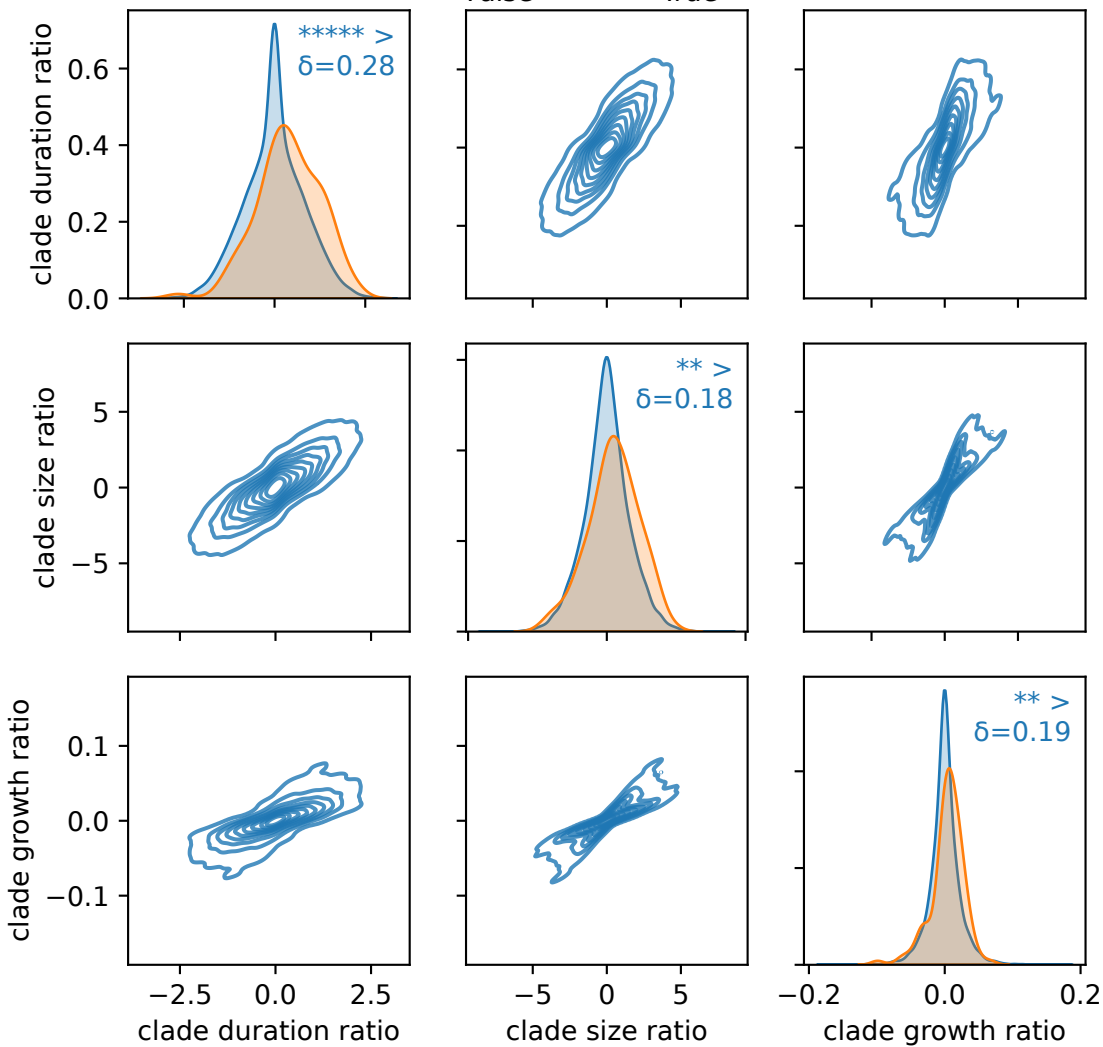 clade duration ratio
0.6
0.4
0.2
0.0
***** >
δ=0.28
clade size ratio
5
0
−5
** >
δ=0.18
clade growth ratio
0.1
0.0
−0.1
** >
δ=0.19
−2.5 0.0 2.5
−5 0 5
−0.2 0.0 0.2
clade duration ratio
clade size ratio
clade growth ratio